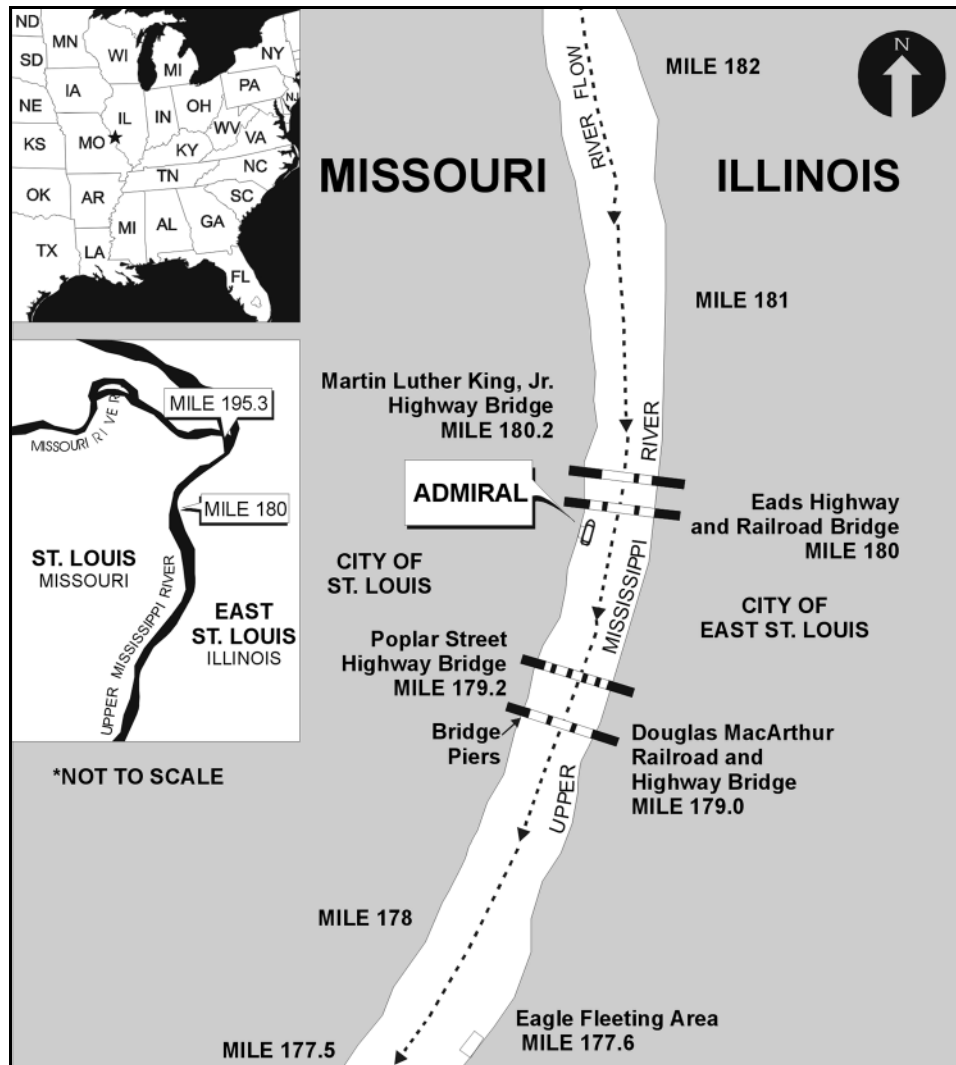 ND
MN
SD
WI
MI
NY
IA
PA
NE
N.J
IL
IN
OH
WV
VA
KS
MO
KY
NC
TN
OK
AR
SC
MI
AL
GA
TX
LA
FL
MILE 195.3
MISSOURI RIVER
MILE 180
ST. LOUIS
MISSOURI
EAST
ST. LOUIS
ILLINOIS
UPPER MISSISSIPPI RIVER
*NOT TO SCALE
N
MILE 182
RIVER FLOW
MISSOURI
ILLINOIS
MILE 181
Martin Luther King, Jr.
Highway Bridge
MILE 180.2
RIVER
ADMIRAL
Eads Highway
and Railroad Bridge
MILE 180
CITY OF
ST. LOUIS
MISSISSIPPI
CITY OF
EAST ST. LOUIS
Poplar Street
Highway Bridge
MILE 179.2
Bridge
Piers
Douglas MacArthur
Railroad and
Highway Bridge
MILE 179.0
UPPER
MILE 178
Eagle Fleeting Area
MILE 177.6
MILE 177.5